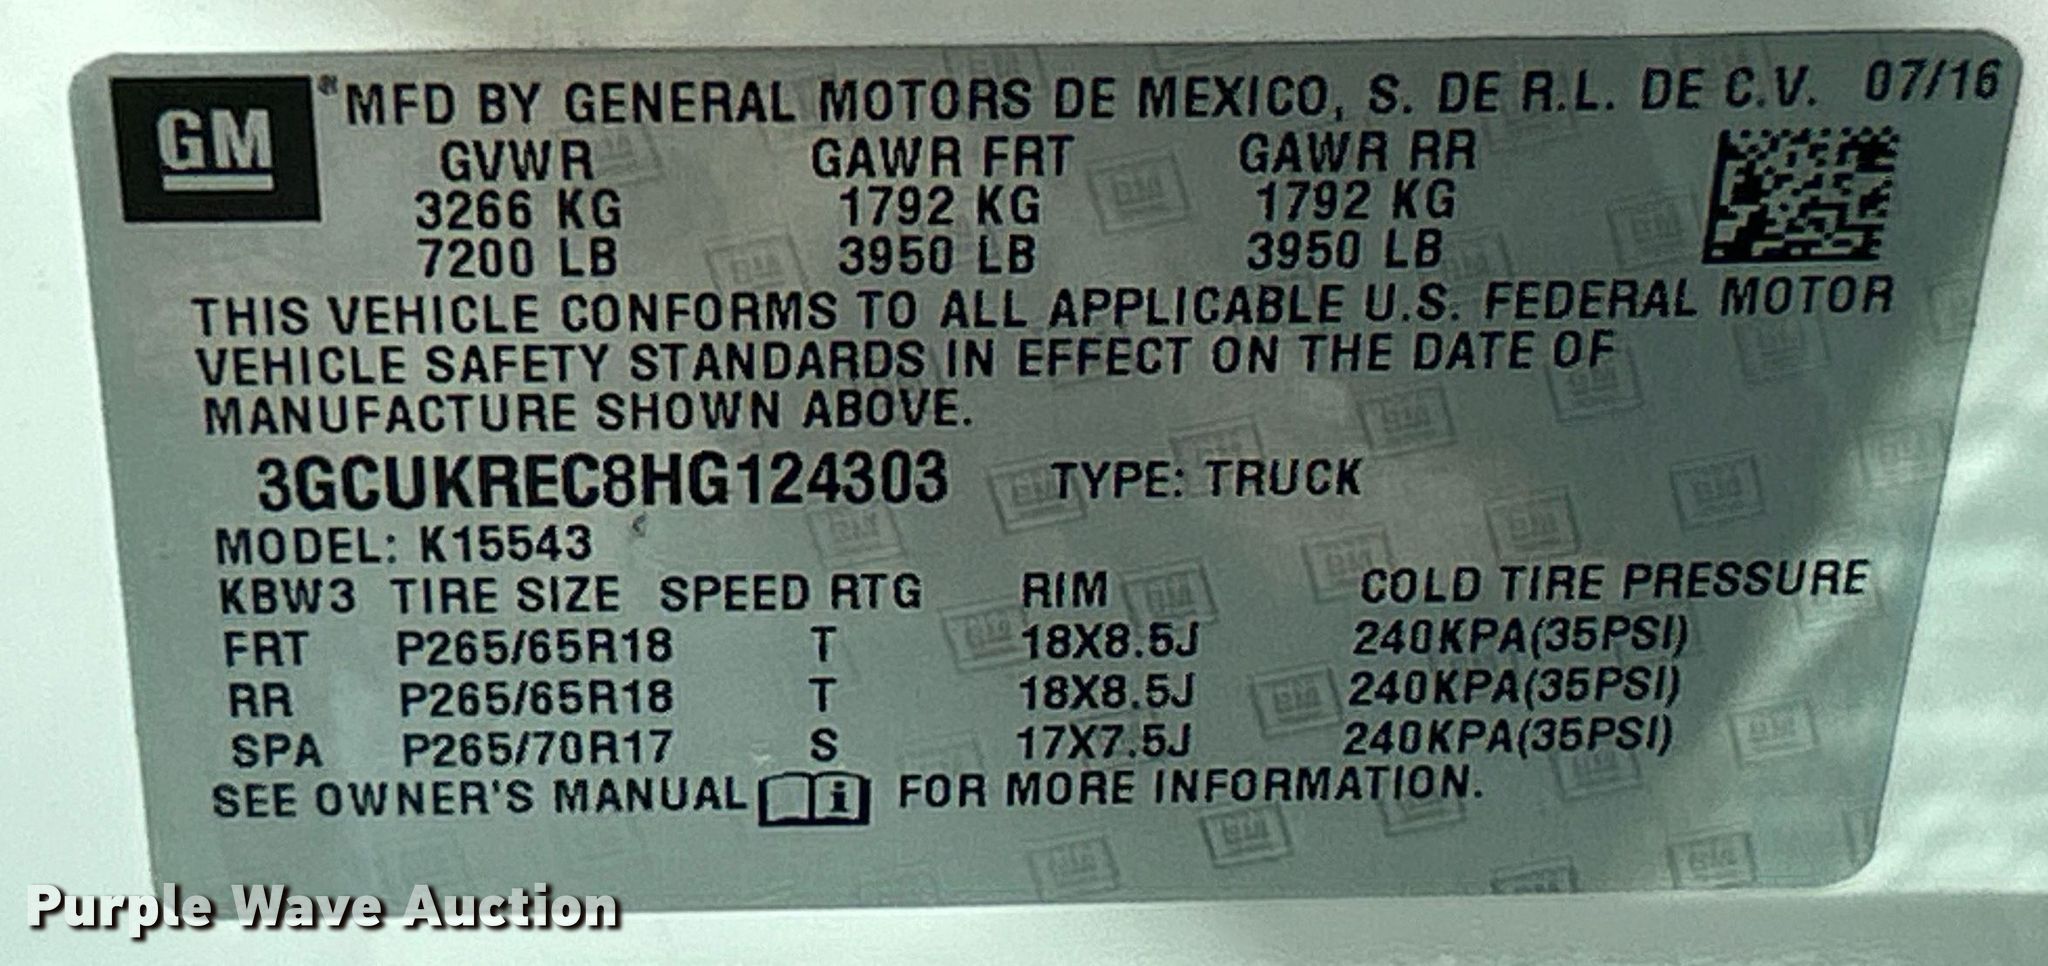 GM MFD BY GENERAL MOTORS DE MEXICO, S. DE R.L. DE C.V. 07/16
GVWR GAWR FRT GAWR RR
3266 KG 1792 KG 1792 KG
7200 LB 3950 LB 3950 LB
THIS VEHICLE CONFORMS TO ALL APPLICABLE U.S. FEDERAL MOTOR
VEHICLE SAFETY STANDARDS IN EFFECT ON THE DATE OF
MANUFACTURE SHOWN ABOVE.
3GCUKREC8HG124303 TYPE: TRUCK
MODEL: K15543
KBW3 TIRE SIZE SPEED RTG RIM COLD TIRE PRESSURE
FRT P265/65R18 T 18X8.5J 240KPA(35PSI)
RR P265/65R18 T 18X8.5J 240KPA(35PSI)
SPA P265/70R17 S 17X7.5J 240KPA(35PSI)
SEE OWNER'S MANUAL i FOR MORE INFORMATION.
Purple Wave Auction